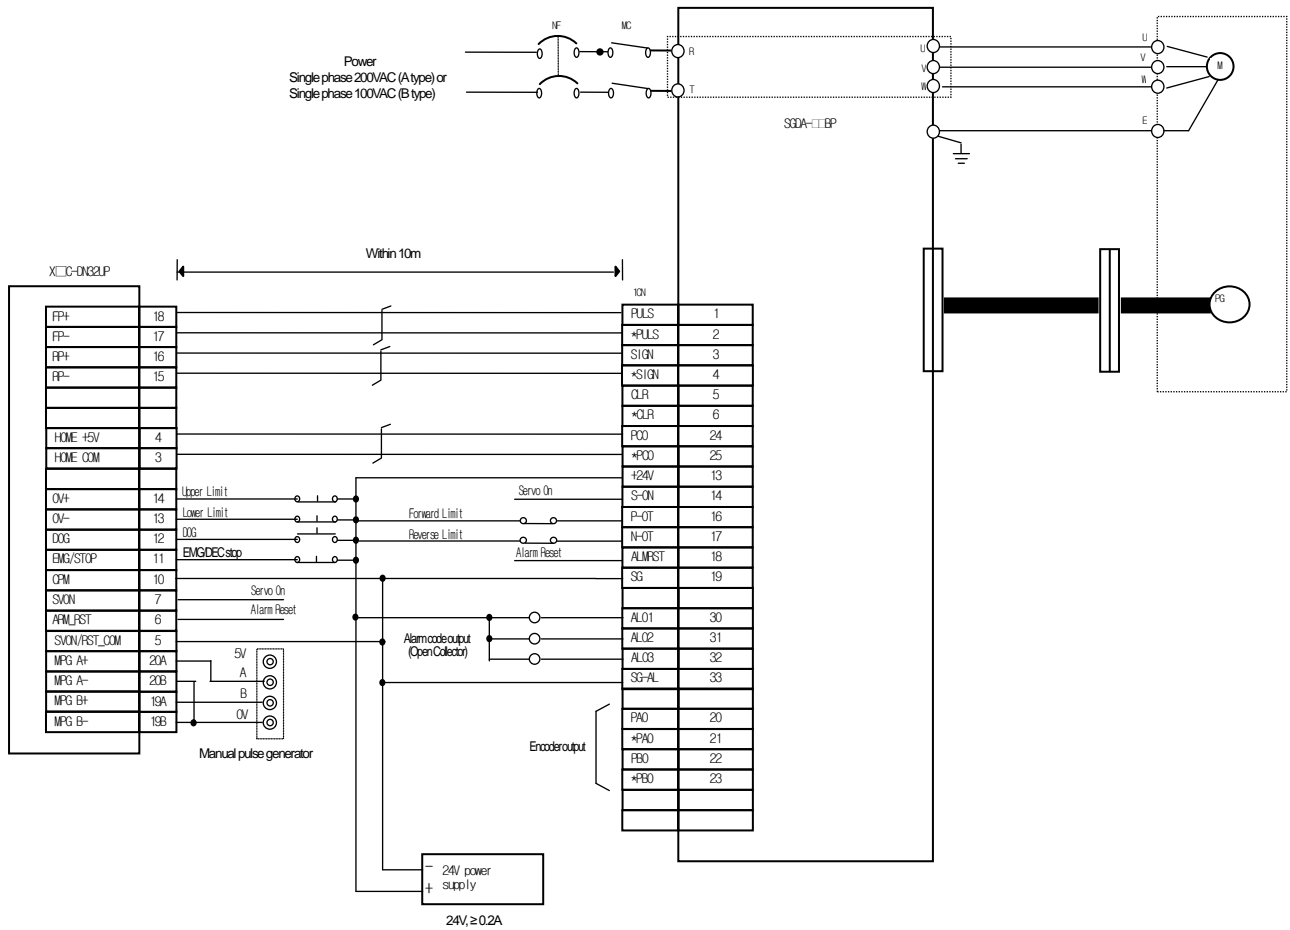 NF
MC
Power
Single phase 200VAC (A type) or
Single phase 100VAC (B type)
R
T
U
V
W
U
V
W
E
M
SGDA-□□BP
Within 10m
X□C-DN32UP
FP+ 18
FP- 17
RP+ 16
RP- 15
HOME +5V 4
HOME COM 3
OV+ 14
OV- 13
DOG 12
EMG/STOP 11
CPM 10
SVON 7
ARM_RST 6
SVON/RST_COM 5
MPG A+ 20A
MPG A- 20B
MPG B+ 19A
MPG B- 19B
Upper Limit
Lower Limit
DOG
EMG/DEC stop
Servo On
Alarm Reset
5V
A
B
0V
Manual pulse generator
Servo On
Forward Limit
Reverse Limit
Alarm Reset
Alarm code output
(Open Collector)
Encoder output
1CN
PULS 1
*PULS 2
SIGN 3
*SIGN 4
CLR 5
*CLR 6
PCO 24
*PCO 25
+24V 13
S-ON 14
P-OT 16
N-OT 17
ALMRST 18
SG 19
ALO1 30
ALO2 31
ALO3 32
SG-AL 33
PAO 20
*PAO 21
PBO 22
*PBO 23
PG
- 24V power
+ supply
24V, ≥ 0.2A